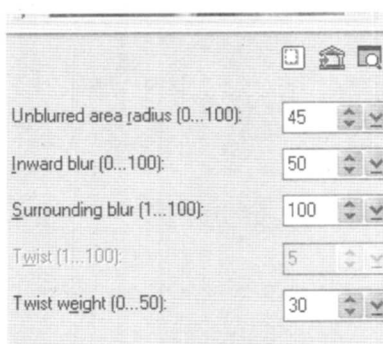 Unblurred area radius (0...100): 45
Inward blur (0...100): 50
Surrounding blur (1...100): 100
Twist (1...100): 5
Twist weight (0...50): 30